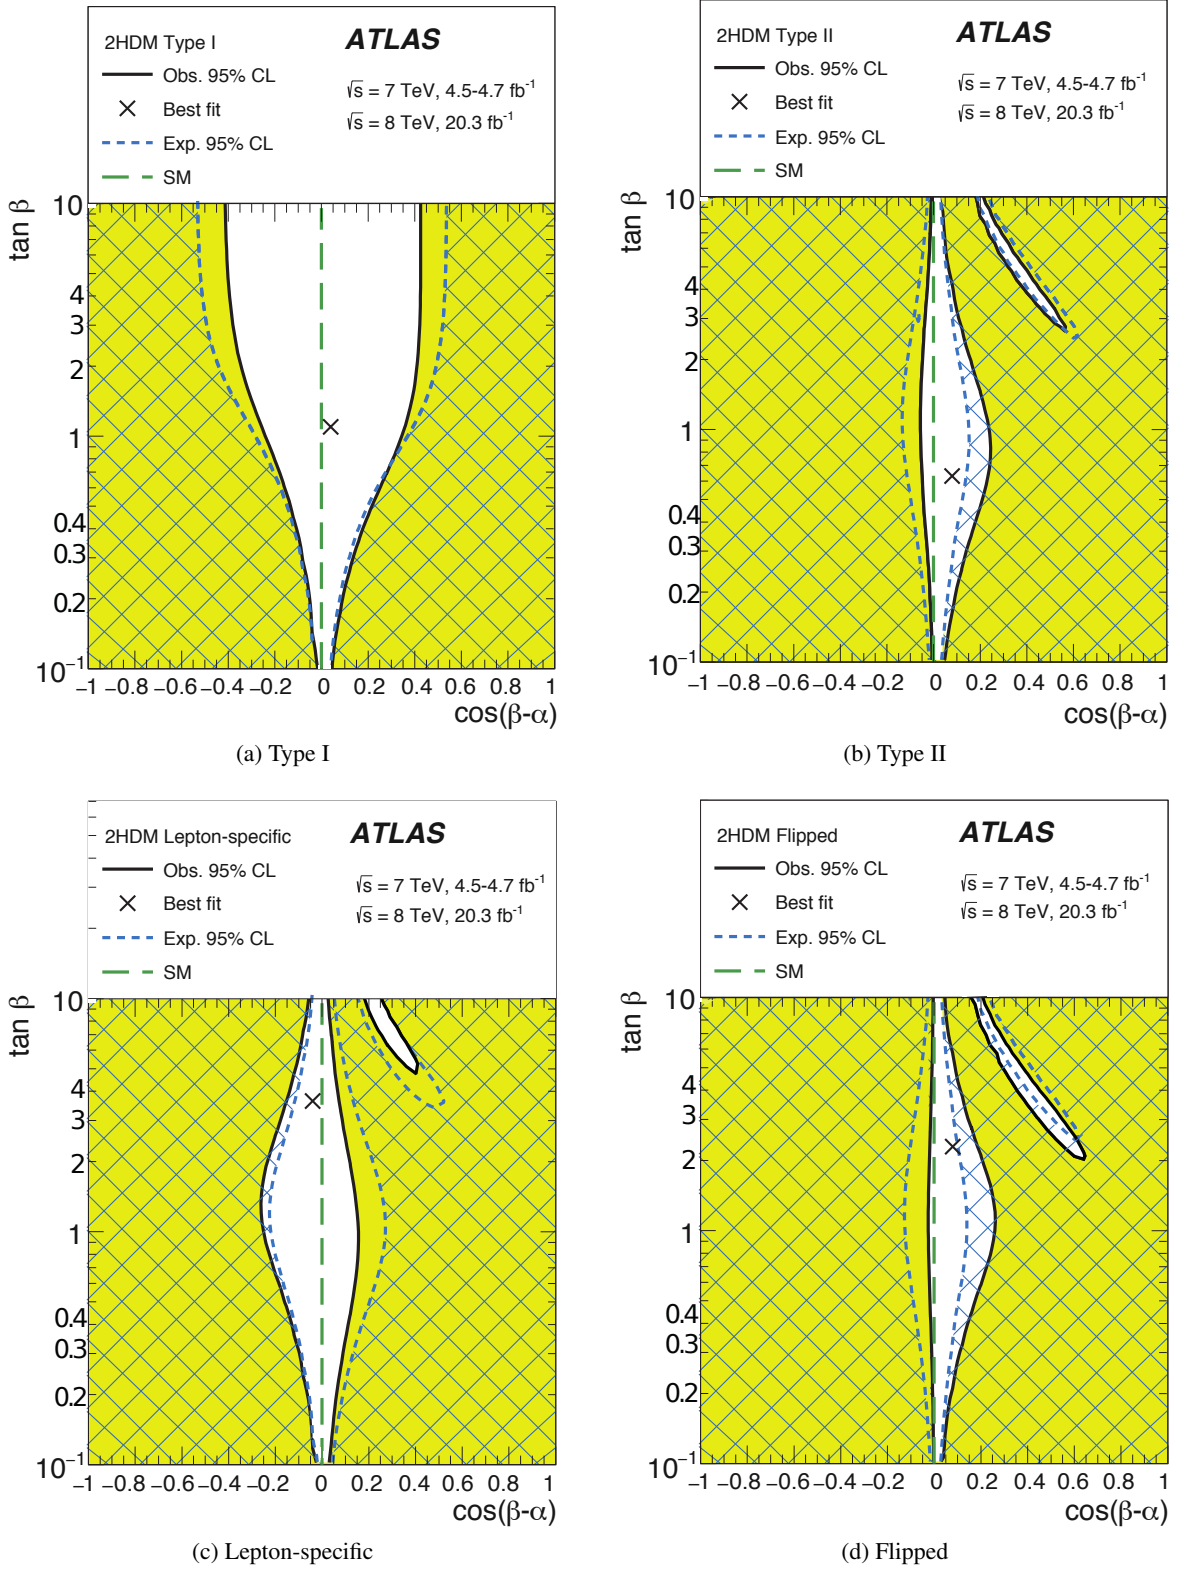 2HDM Type I
ATLAS
Obs. 95% CL
Best fit
Exp. 95% CL
SM
√s = 7 TeV, 4.5-4.7 fb⁻¹
√s = 8 TeV, 20.3 fb⁻¹
tan β
10
4
3
2
1
0.4
0.3
0.2
10⁻¹
−1 −0.8 −0.6 −0.4 −0.2 0 0.2 0.4 0.6 0.8 1
cos(β-α)
(a) Type I
2HDM Type II
ATLAS
Obs. 95% CL
Best fit
Exp. 95% CL
SM
√s = 7 TeV, 4.5-4.7 fb⁻¹
√s = 8 TeV, 20.3 fb⁻¹
tan β
10
4
3
2
1
0.4
0.3
0.2
10⁻¹
−1 −0.8 −0.6 −0.4 −0.2 0 0.2 0.4 0.6 0.8 1
cos(β-α)
(b) Type II
2HDM Lepton-specific
ATLAS
Obs. 95% CL
Best fit
Exp. 95% CL
SM
√s = 7 TeV, 4.5-4.7 fb⁻¹
√s = 8 TeV, 20.3 fb⁻¹
tan β
10
4
3
2
1
0.4
0.3
0.2
10⁻¹
−1 −0.8 −0.6 −0.4 −0.2 0 0.2 0.4 0.6 0.8 1
cos(β-α)
(c) Lepton-specific
2HDM Flipped
ATLAS
Obs. 95% CL
Best fit
Exp. 95% CL
SM
√s = 7 TeV, 4.5-4.7 fb⁻¹
√s = 8 TeV, 20.3 fb⁻¹
tan β
10
4
3
2
1
0.4
0.3
0.2
10⁻¹
−1 −0.8 −0.6 −0.4 −0.2 0 0.2 0.4 0.6 0.8 1
cos(β-α)
(d) Flipped